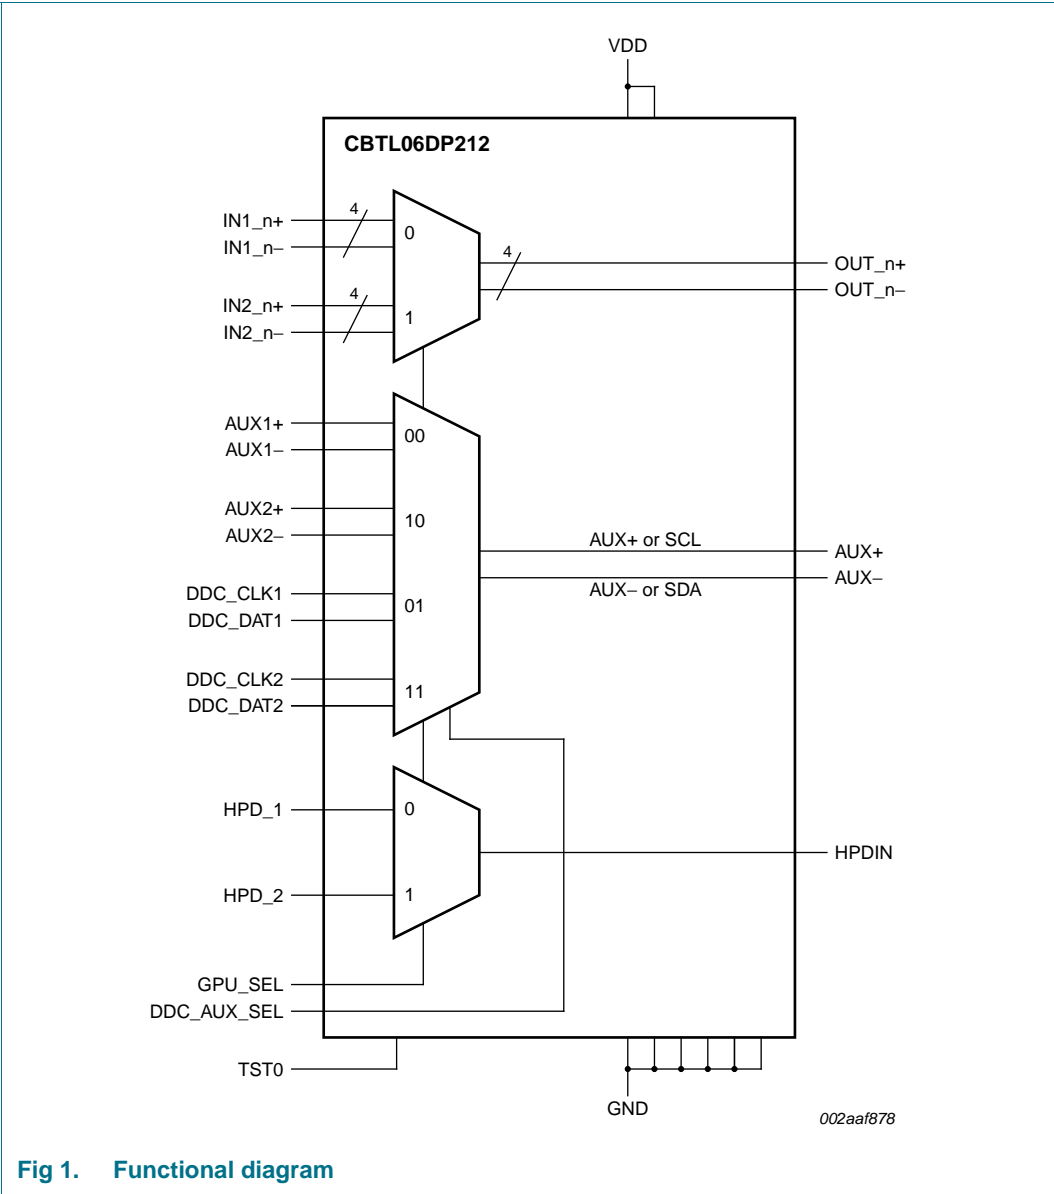 VDD
CBTL06DP212
IN1_n+
4
0
IN1_n−
4
OUT_n+
OUT_n−
IN2_n+
4
1
IN2_n−
AUX1+
00
AUX1−
AUX2+
10
AUX2−
AUX+ or SCL
AUX+
AUX− or SDA
AUX−
DDC_CLK1
01
DDC_DAT1
DDC_CLK2
11
DDC_DAT2
HPD_1
0
HPDIN
HPD_2
1
GPU_SEL
DDC_AUX_SEL
TST0
GND
002aaf878
Fig 1. Functional diagram